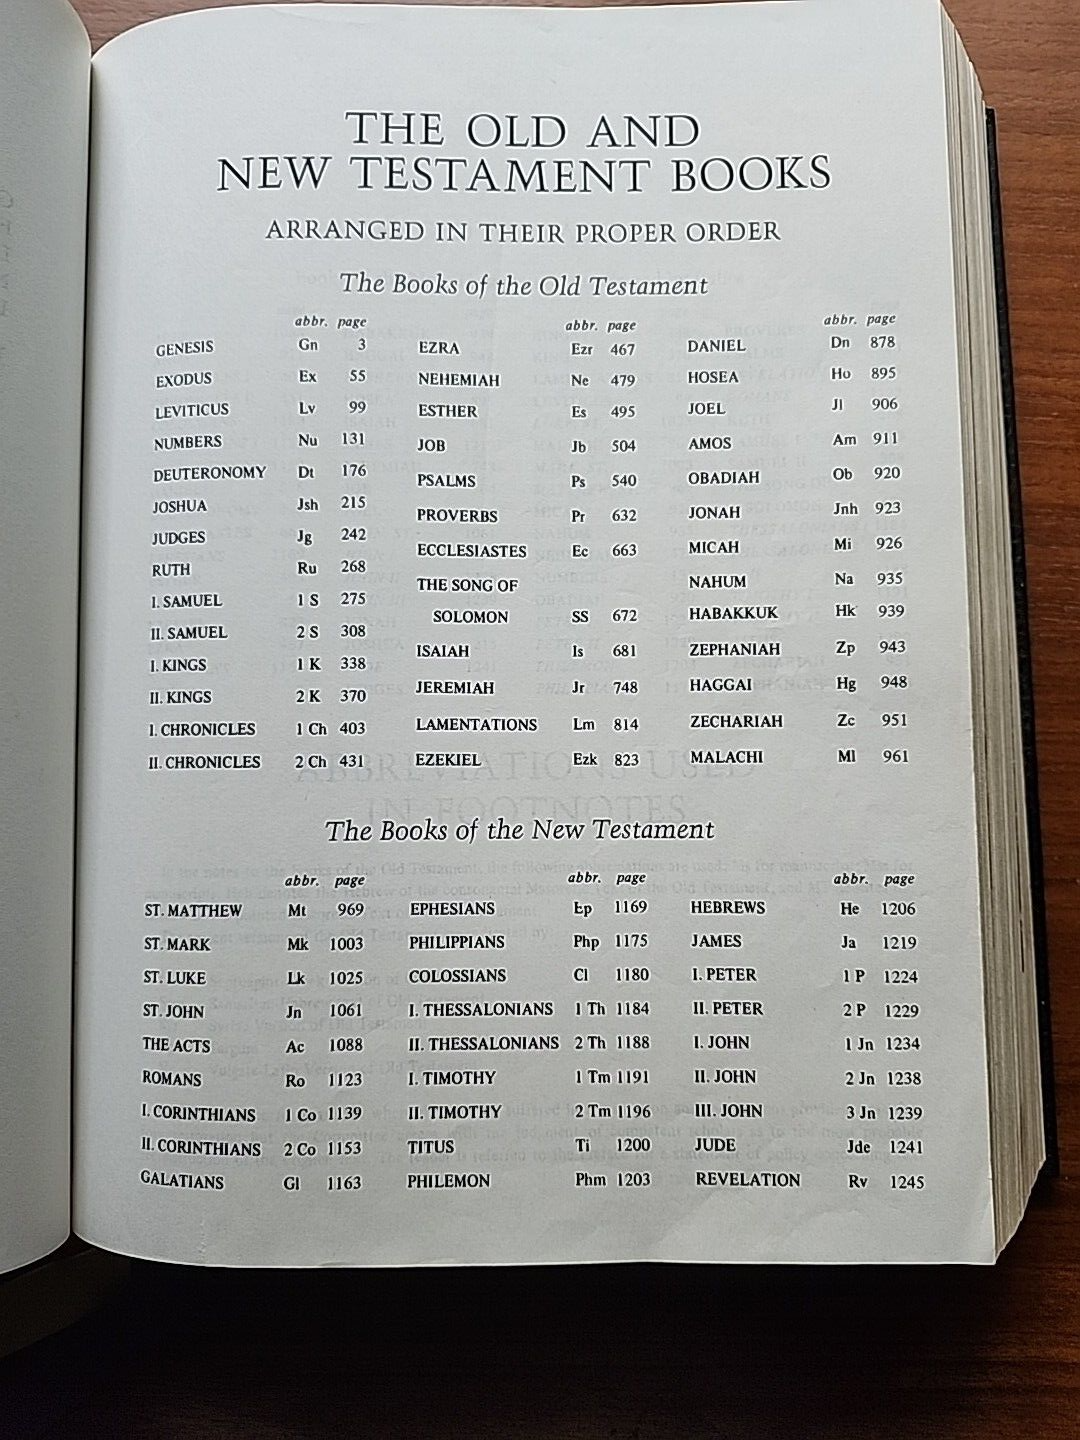 THE OLD AND
NEW TESTAMENT BOOKS
ARRANGED IN THEIR PROPER ORDER
The Books of the Old Testament
abbr. page
GENESIS Gn 3
EXODUS Ex 55
LEVITICUS Lv 99
NUMBERS Nu 131
DEUTERONOMY Dt 176
JOSHUA Jsh 215
JUDGES Jg 242
RUTH Ru 268
I. SAMUEL 1 S 275
II. SAMUEL 2 S 308
I. KINGS 1 K 338
II. KINGS 2 K 370
I. CHRONICLES 1 Ch 403
II. CHRONICLES 2 Ch 431
abbr. page
EZRA Ezr 467
NEHEMIAH Ne 479
ESTHER Es 495
JOB Jb 504
PSALMS Ps 540
PROVERBS Pr 632
ECCLESIASTES Ec 663
THE SONG OF
SOLOMON SS 672
ISAIAH Is 681
JEREMIAH Jr 748
LAMENTATIONS Lm 814
EZEKIEL Ezk 823
abbr. page
DANIEL Dn 878
HOSEA Ho 895
JOEL Jl 906
AMOS Am 911
OBADIAH Ob 920
JONAH Jnh 923
MICAH Mi 926
NAHUM Na 935
HABAKKUK Hk 939
ZEPHANIAH Zp 943
HAGGAI Hg 948
ZECHARIAH Zc 951
MALACHI Ml 961
The Books of the New Testament
abbr. page
ST. MATTHEW Mt 969
ST. MARK Mk 1003
ST. LUKE Lk 1025
ST. JOHN Jn 1061
THE ACTS Ac 1088
ROMANS Ro 1123
I. CORINTHIANS 1 Co 1139
II. CORINTHIANS 2 Co 1153
GALATIANS Gl 1163
abbr. page
EPHESIANS Ep 1169
PHILIPPIANS Php 1175
COLOSSIANS Cl 1180
I. THESSALONIANS 1 Th 1184
II. THESSALONIANS 2 Th 1188
I. TIMOTHY 1 Tm 1191
II. TIMOTHY 2 Tm 1196
TITUS Ti 1200
PHILEMON Phm 1203
abbr. page
HEBREWS He 1206
JAMES Ja 1219
I. PETER 1 P 1224
II. PETER 2 P 1229
I. JOHN 1 Jn 1234
II. JOHN 2 Jn 1238
III. JOHN 3 Jn 1239
JUDE Jde 1241
REVELATION Rv 1245